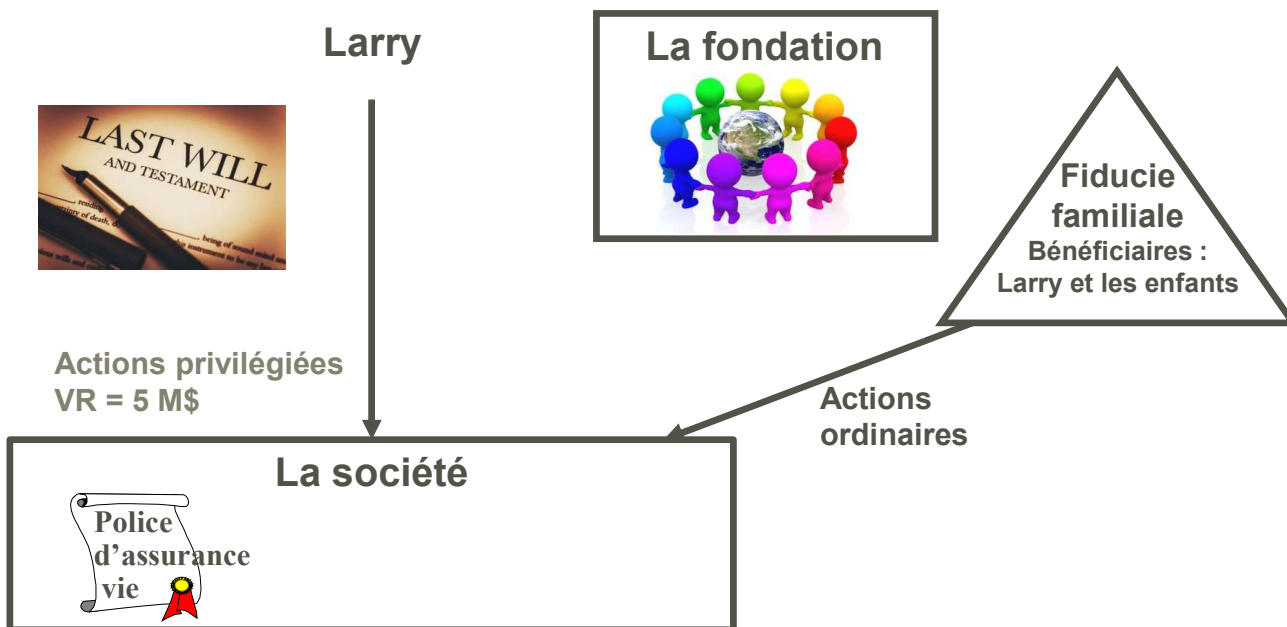 Larry
La fondation
LAST WILL
AND TESTAMENT
Fiducie
familiale
Bénéficiaires :
Larry et les enfants
Actions privilégiées
VR = 5 M$
Actions
ordinaires
La société
Police
d’assurance
vie